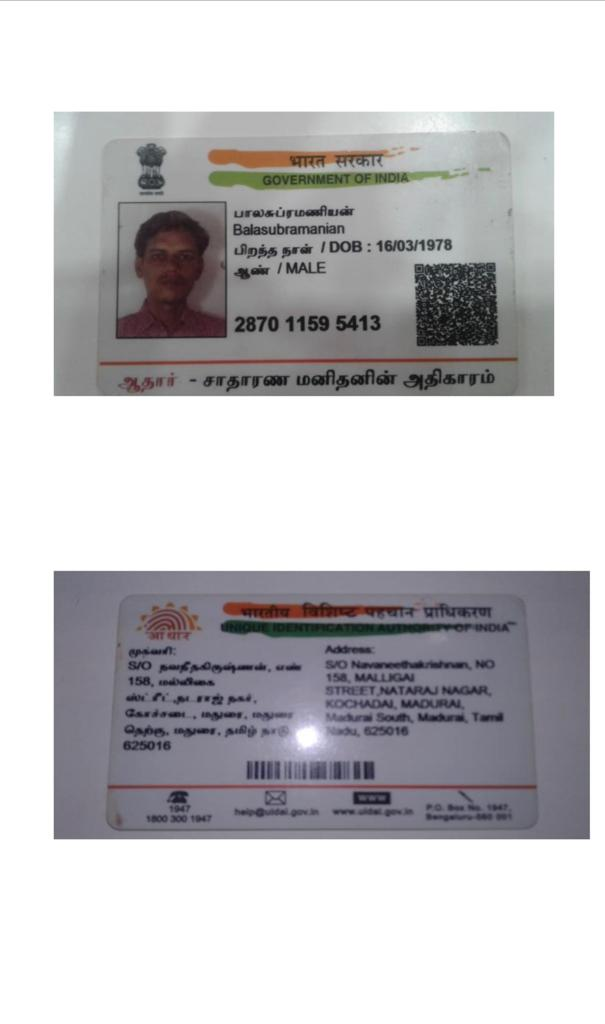 भारत सरकार
GOVERNMENT OF INDIA
பாலசுப்ரமணியன்
Balasubramanian
பிறந்த நாள் / DOB : 16/03/1978
ஆண் / MALE
2870 1159 5413
ஆதார் - சாதாரண மனிதனின் அதிகாரம்
भारतीय विशिष्ट पहचान प्राधिकरण
UNIQUE IDENTIFICATION AUTHORITY OF INDIA
आधार
முகவரி:
S/O நவநீதகிருஷ்ணன், எண்
158, மல்லிகை
ஸ்ட்ரீட்,நடராஜ் நகர்,
கோச்சடை, மதுரை, மதுரை
தெற்கு, மதுரை, தமிழ் நாடு,
625016
Address:
S/O Navaneethakrishnan, NO
158, MALLIGAI
STREET,NATARAJ NAGAR,
KOCHADAI, MADURAI,
Madurai South, Madurai, Tamil
Nadu, 625016
1947
1800 300 1947
help@uidai.gov.in
WWW
www.uidai.gov.in
P.O. Box No. 1947,
Bengaluru-560 001